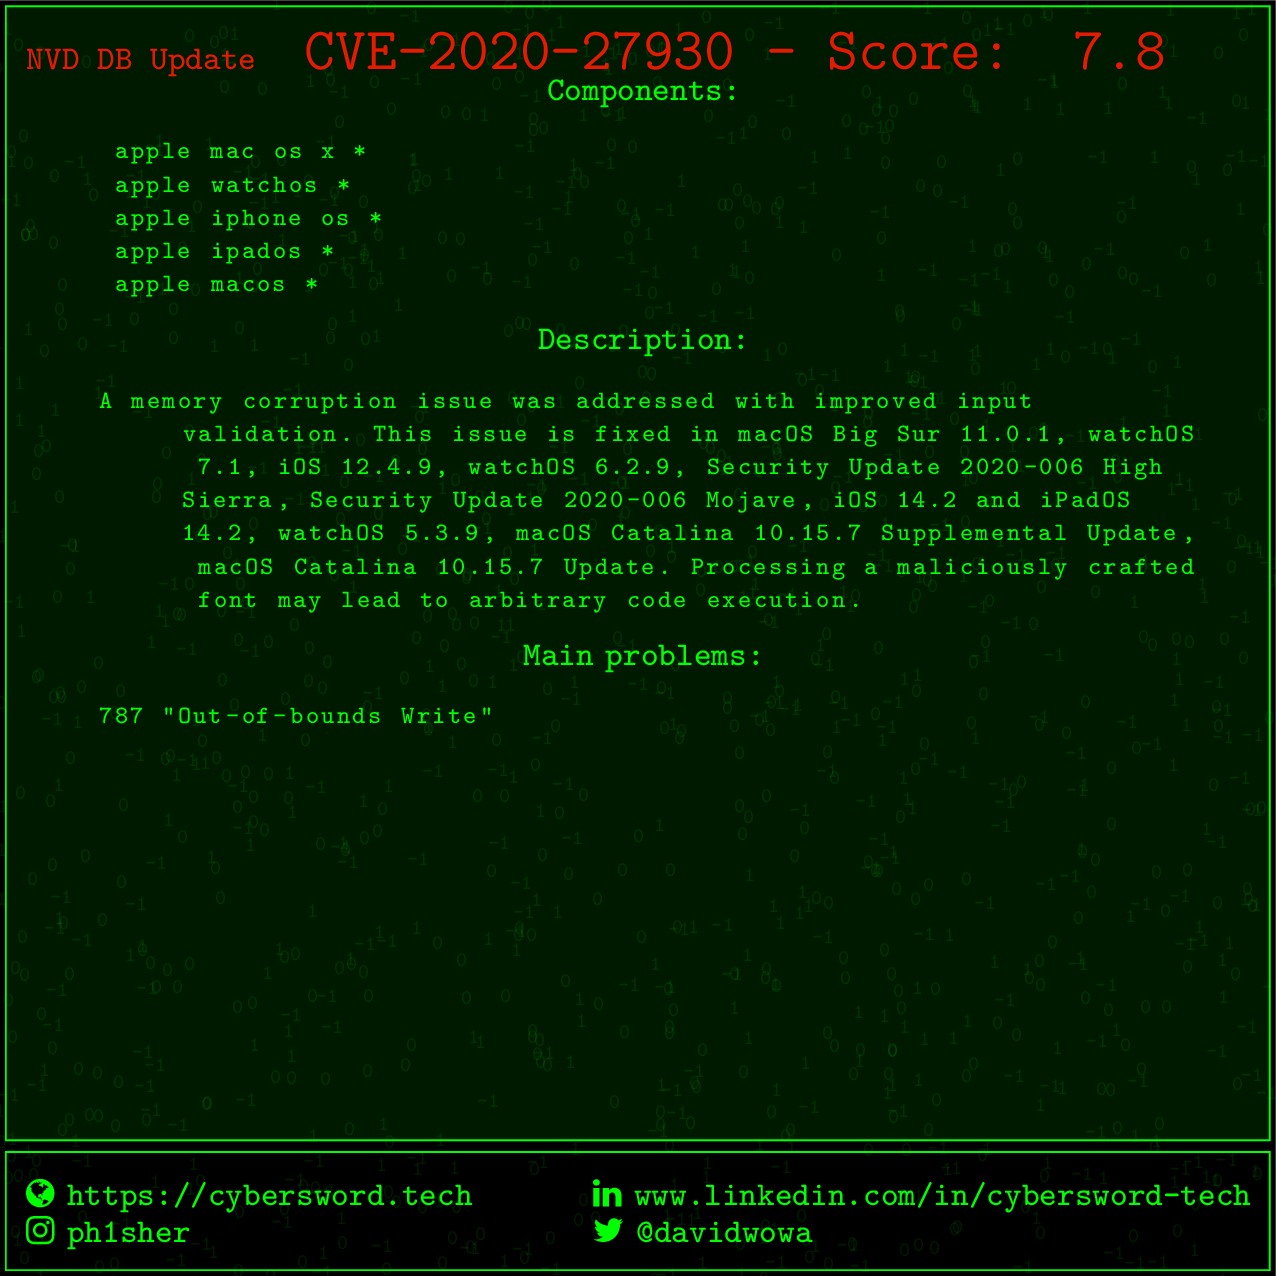 NVD DB Update CVE-2020-27930 - Score: 7.8
Components:
apple mac os x *
apple watchos *
apple iphone os *
apple ipados *
apple macos *
Description:
A memory corruption issue was addressed with improved input
validation. This issue is fixed in macOS Big Sur 11.0.1, watchOS
7.1, iOS 12.4.9, watchOS 6.2.9, Security Update 2020-006 High
Sierra, Security Update 2020-006 Mojave, iOS 14.2 and iPadOS
14.2, watchOS 5.3.9, macOS Catalina 10.15.7 Supplemental Update,
macOS Catalina 10.15.7 Update. Processing a maliciously crafted
font may lead to arbitrary code execution.
Main problems:
787 "Out-of-bounds Write"
https://cybersword.tech
www.linkedin.com/in/cybersword-tech
ph1sher
@davidwowa